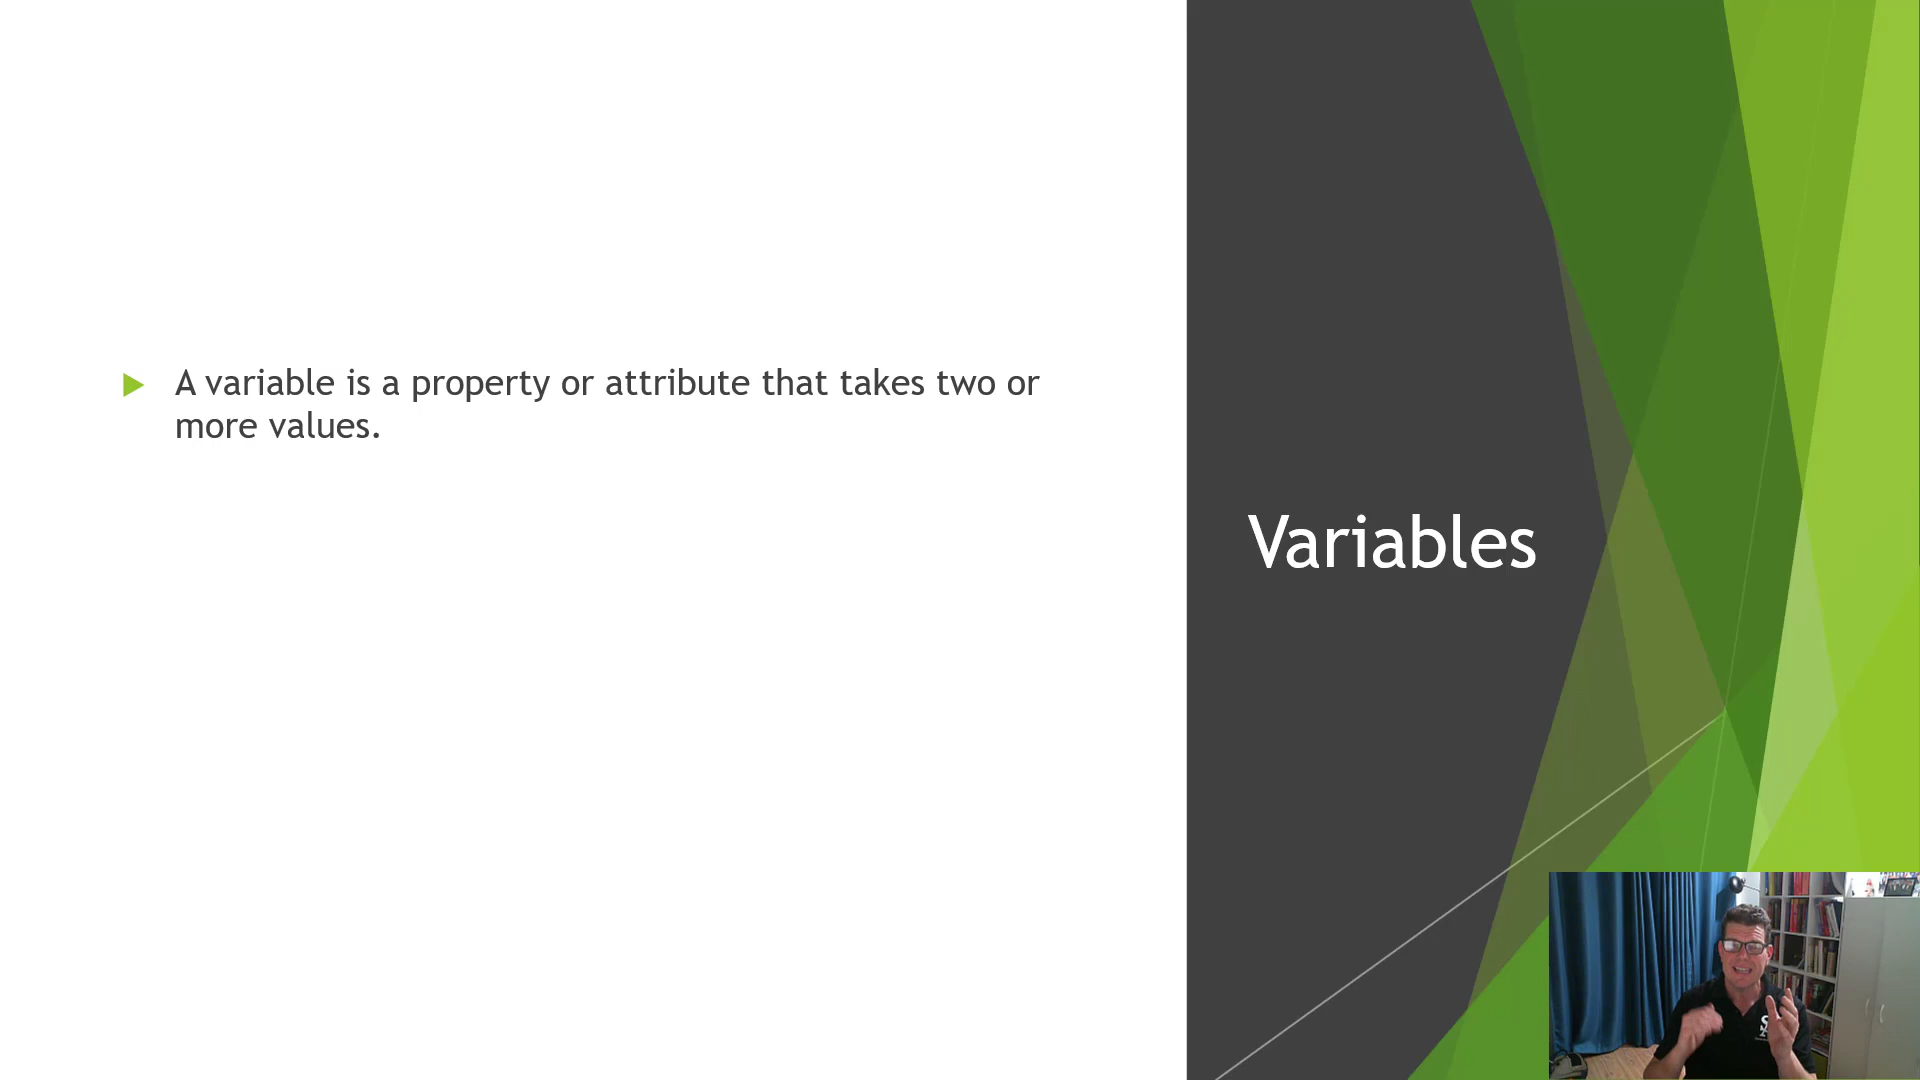 A variable is a property or attribute that takes two or
more values.
Variables